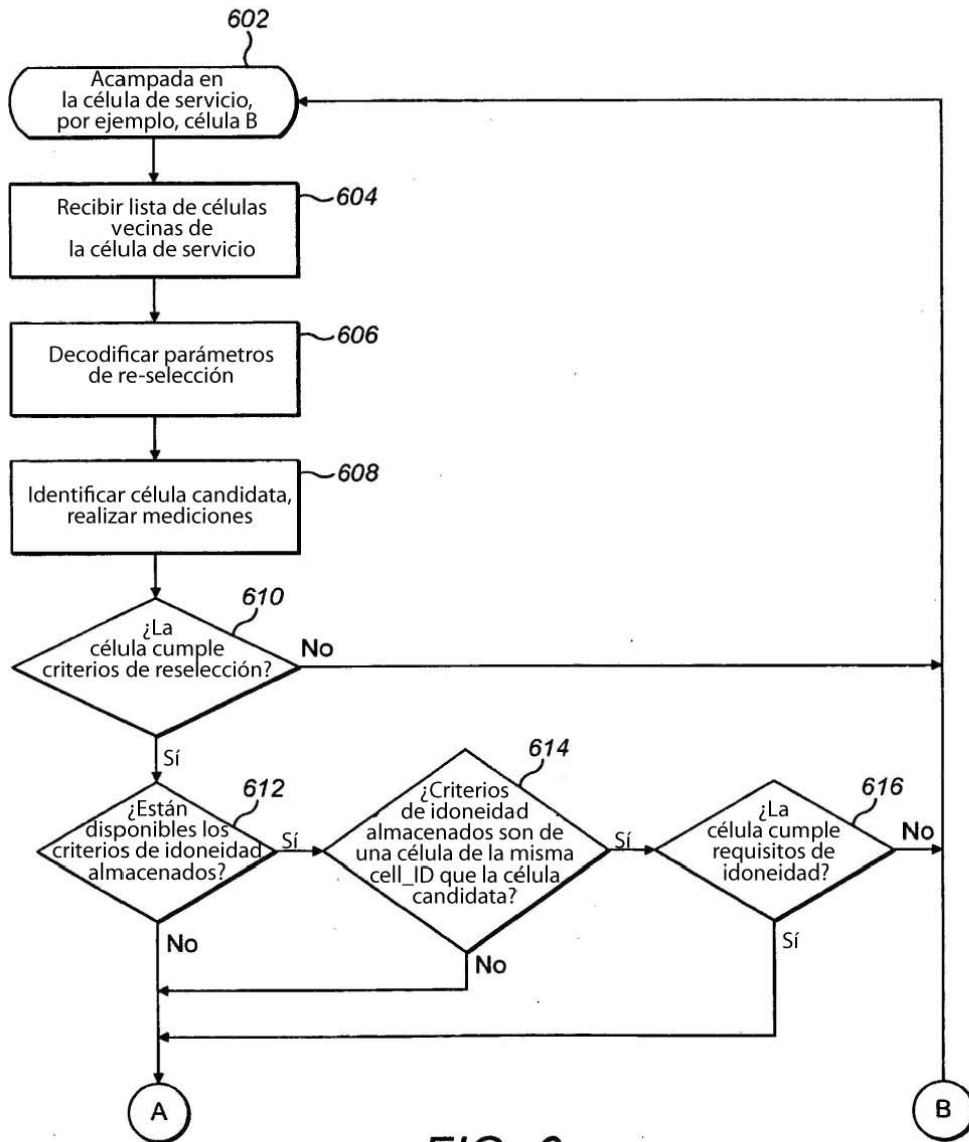 602
Acampada en
la célula de servicio,
por ejemplo, célula B
604
Recibir lista de células
vecinas de
la célula de servicio
606
Decodificar parámetros
de re-selección
608
Identificar célula candidata,
realizar mediciones
610
¿La
célula cumple
criterios de reselección?
No
Sí
612
¿Están
disponibles los
criterios de idoneidad
almacenados?
Sí
No
614
¿Criterios
de idoneidad
almacenados son de
una célula de la misma
cell_ID que la célula
candidata?
Sí
No
616
¿La
célula cumple
requisitos de
idoneidad?
No
Sí
A
B